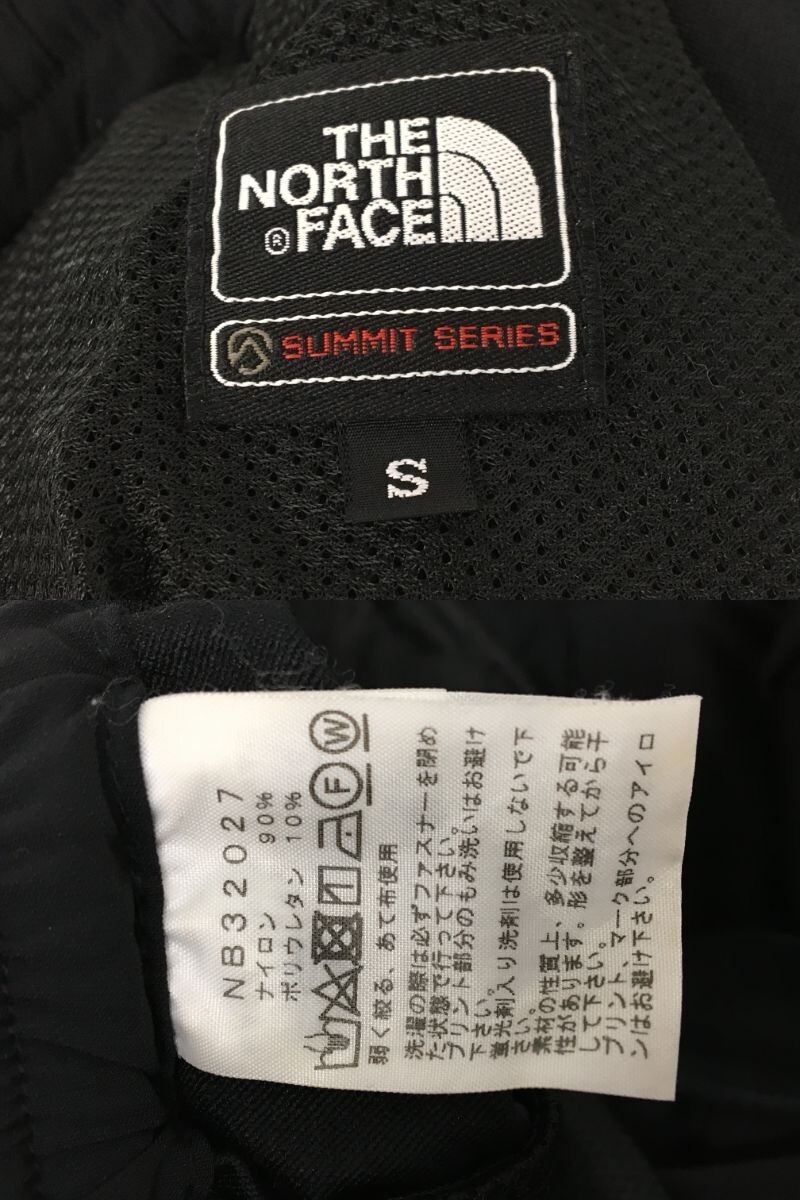 THE
NORTH
® FACE
SUMMIT SERIES
S
NB32027
ナイロン 90%
ポリウレタン 10%
F W
弱く絞る、あて布使用
洗濯の際は必ずファスナーを閉め
た状態で行って下さい。
プリント部分のもみ洗いはお避け
下さい。
蛍光剤入り洗剤は使用しないで下
さい。
素材の性質上、多少収縮する可能
性があります。形を整えてから干
して下さい。
プリント、マーク部分へのアイロ
ンはお避け下さい。